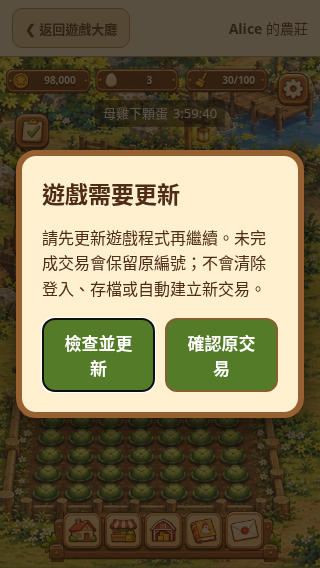 ❮ 返回遊戲大廳
Alice 的農莊
98,000
3
30/100
母雞下顆蛋 3:59:40
遊戲需要更新
請先更新遊戲程式再繼續。未完
成交易會保留原編號；不會清除
登入、存檔或自動建立新交易。
檢查並更
新
確認原交
易